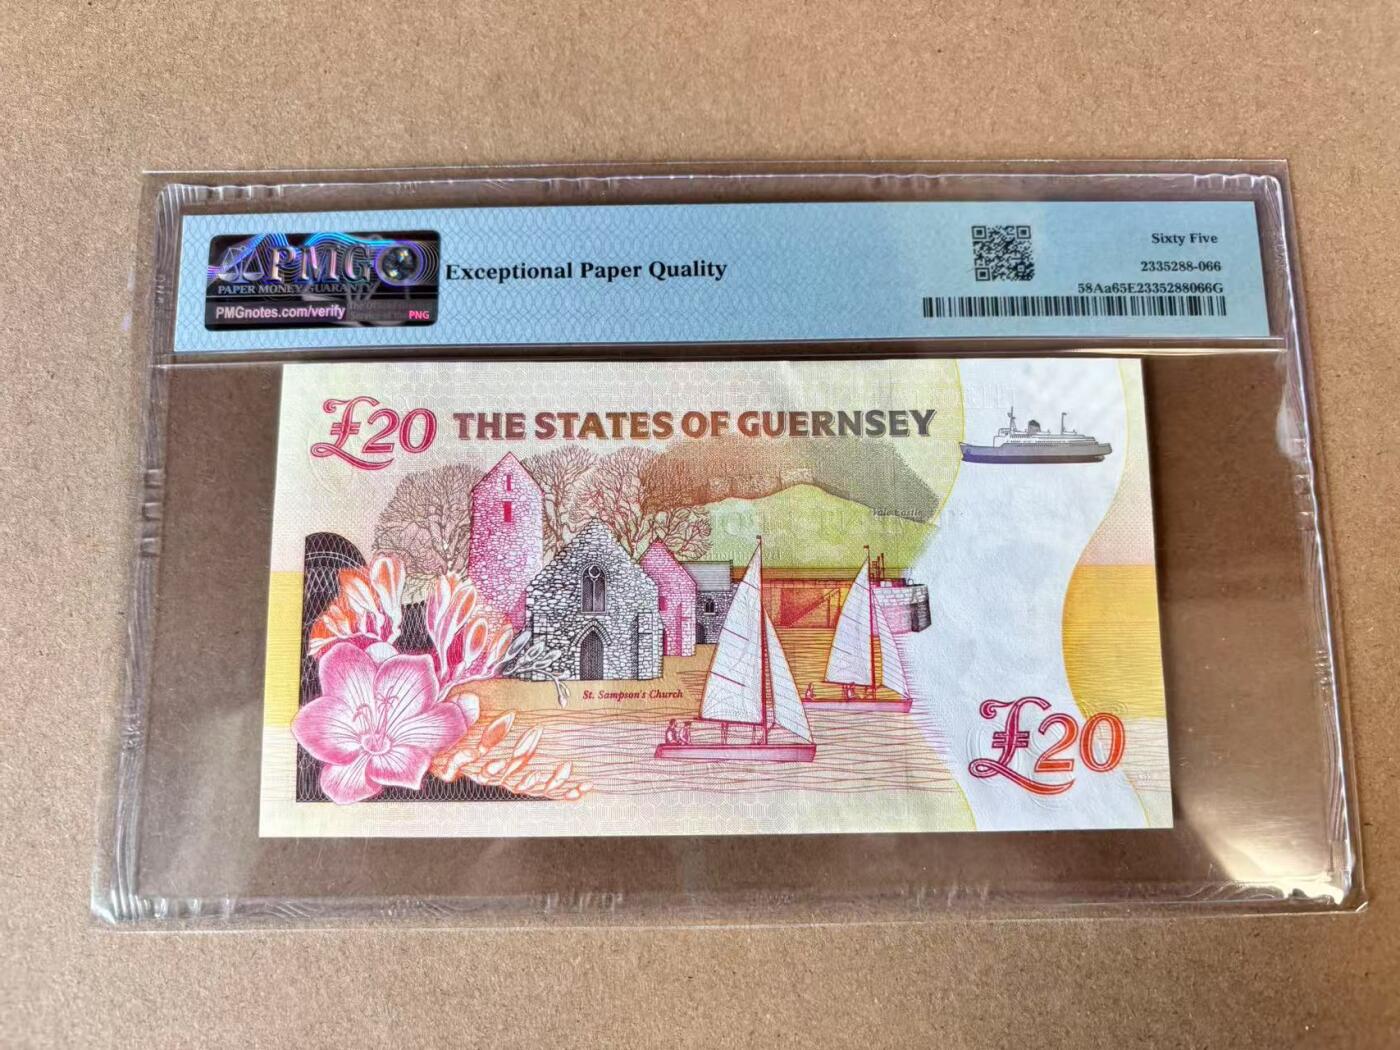 PMG
PAPER MONEY GUARANTY
PMGnotes.com/verify
PNG
Exceptional Paper Quality
Sixty Five
2335288-066
58Aa65E2335288066G
£20 THE STATES OF GUERNSEY
Vale Castle
St. Sampson's Church
£20